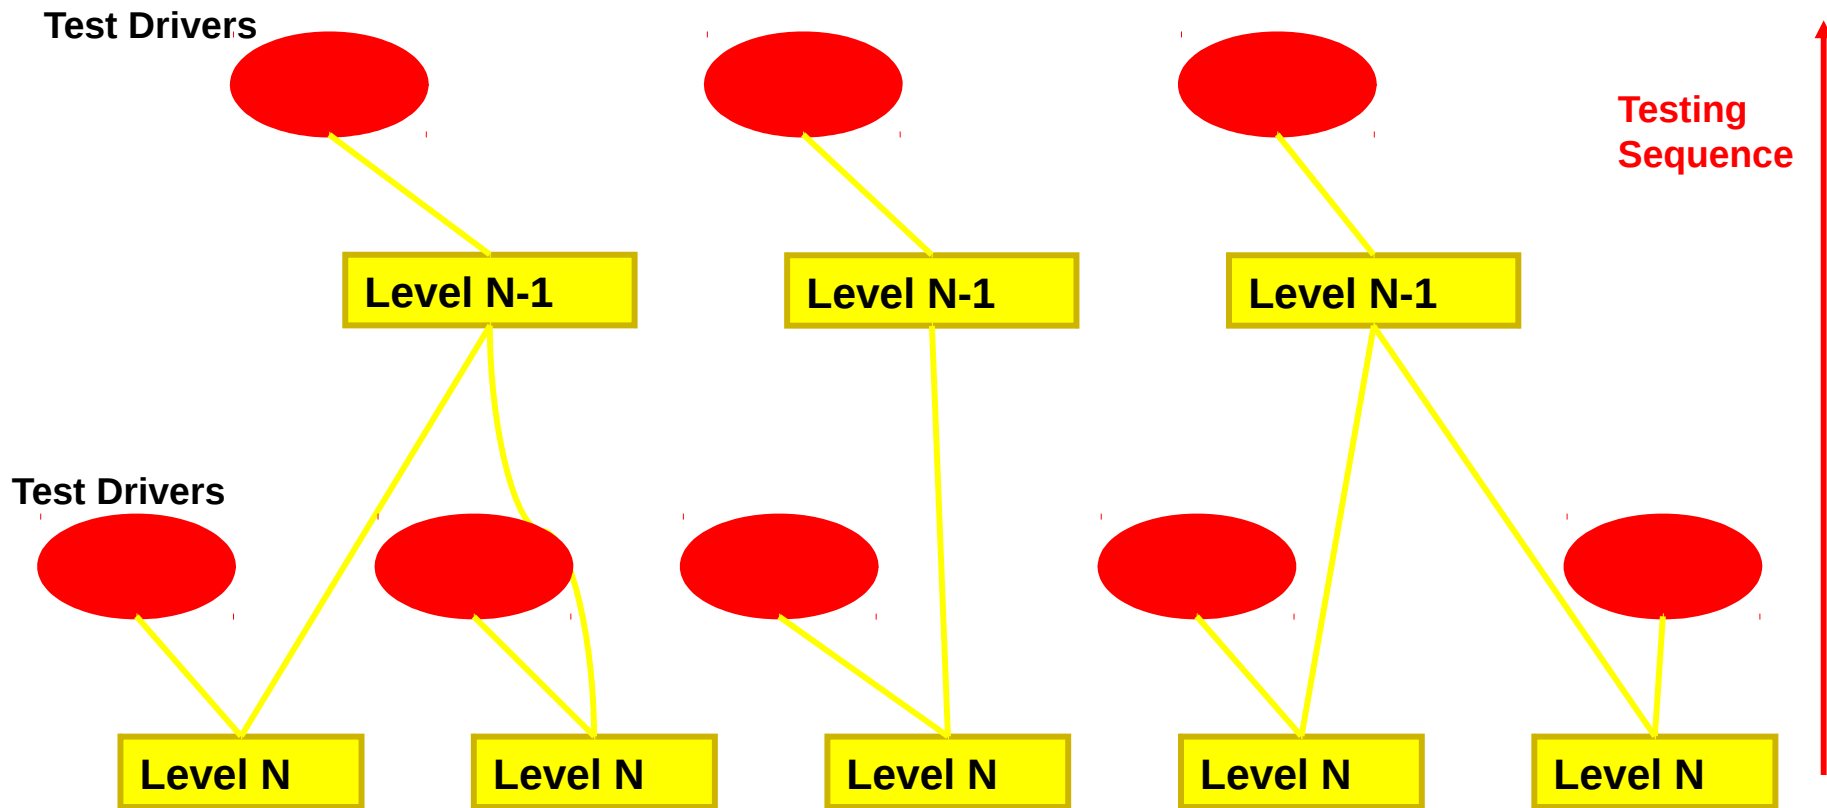 Test Drivers
Testing
Sequence
Level N-1
Level N-1
Level N-1
Test Drivers
Level N
Level N
Level N
Level N
Level N